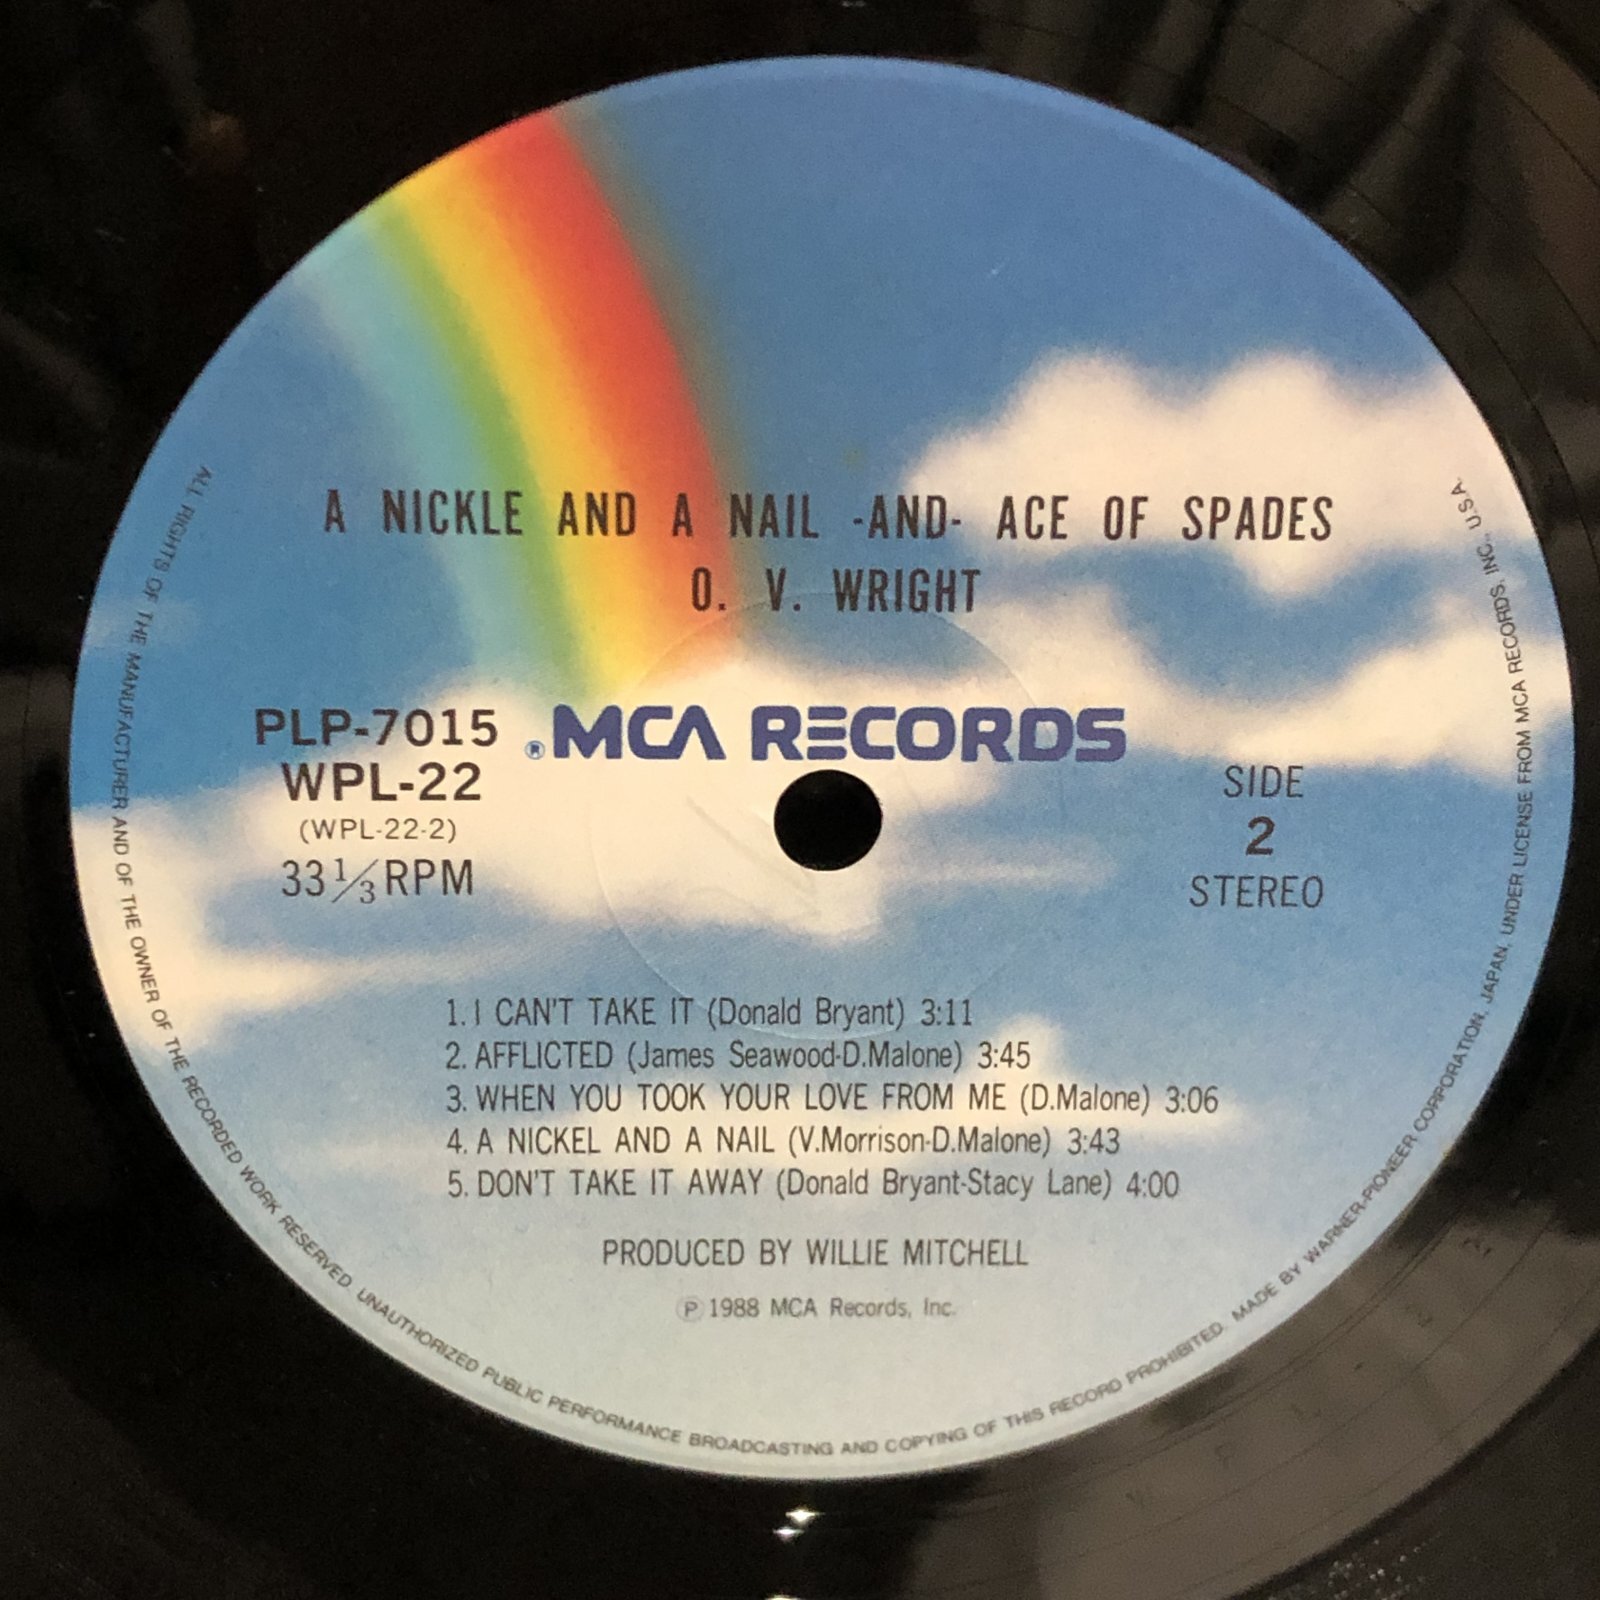 A NICKLE AND A NAIL -AND- ACE OF SPADES
O. V. WRIGHT
PLP-7015
WPL-22
(WPL-22-2)
33 1/3 RPM
® MCA RECORDS
SIDE
2
STEREO
1. I CAN'T TAKE IT (Donald Bryant) 3:11
2. AFFLICTED (James Seawood-D.Malone) 3:45
3. WHEN YOU TOOK YOUR LOVE FROM ME (D.Malone) 3:06
4. A NICKEL AND A NAIL (V.Morrison-D.Malone) 3:43
5. DON'T TAKE IT AWAY (Donald Bryant-Stacy Lane) 4:00
PRODUCED BY WILLIE MITCHELL
Ⓟ 1988 MCA Records, Inc.
ALL RIGHTS OF THE MANUFACTURER AND OF THE OWNER OF THE RECORDED WORK RESERVED. UNAUTHORIZED PUBLIC PERFORMANCE BROADCASTING AND COPYING OF THIS RECORD PROHIBITED. MADE BY WARNER-PIONEER CORPORATION, JAPAN, UNDER LICENSE FROM MCA RECORDS, INC., U.S.A.